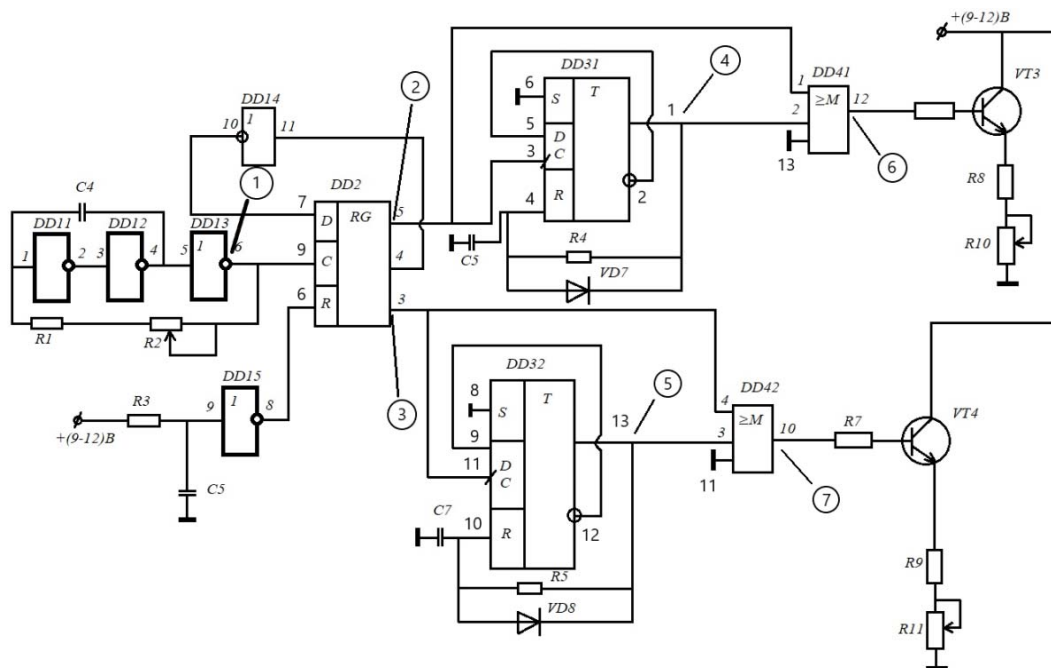 +(9-12)В
DD31
④
DD41
VT3
②
6
S
T
1
≥M
12
DD14
5
D
1
2
10
1
11
3
C
13
⑥
①
DD2
4
R
2
R8
C4
7
D
RG
5
C5
R4
DD11
DD12
DD13
9
C
4
VD7
R10
1
2
3
4
5
1
6
6
R
3
R1
R2
DD32
⑤
DD42
DD15
8
S
T
13
4
≥M
10
R7
VT4
R3
9
1
8
9
3
+(9-12)В
③
11
D
C
11
⑦
C5
C7
10
R
12
R5
R9
VD8
R11